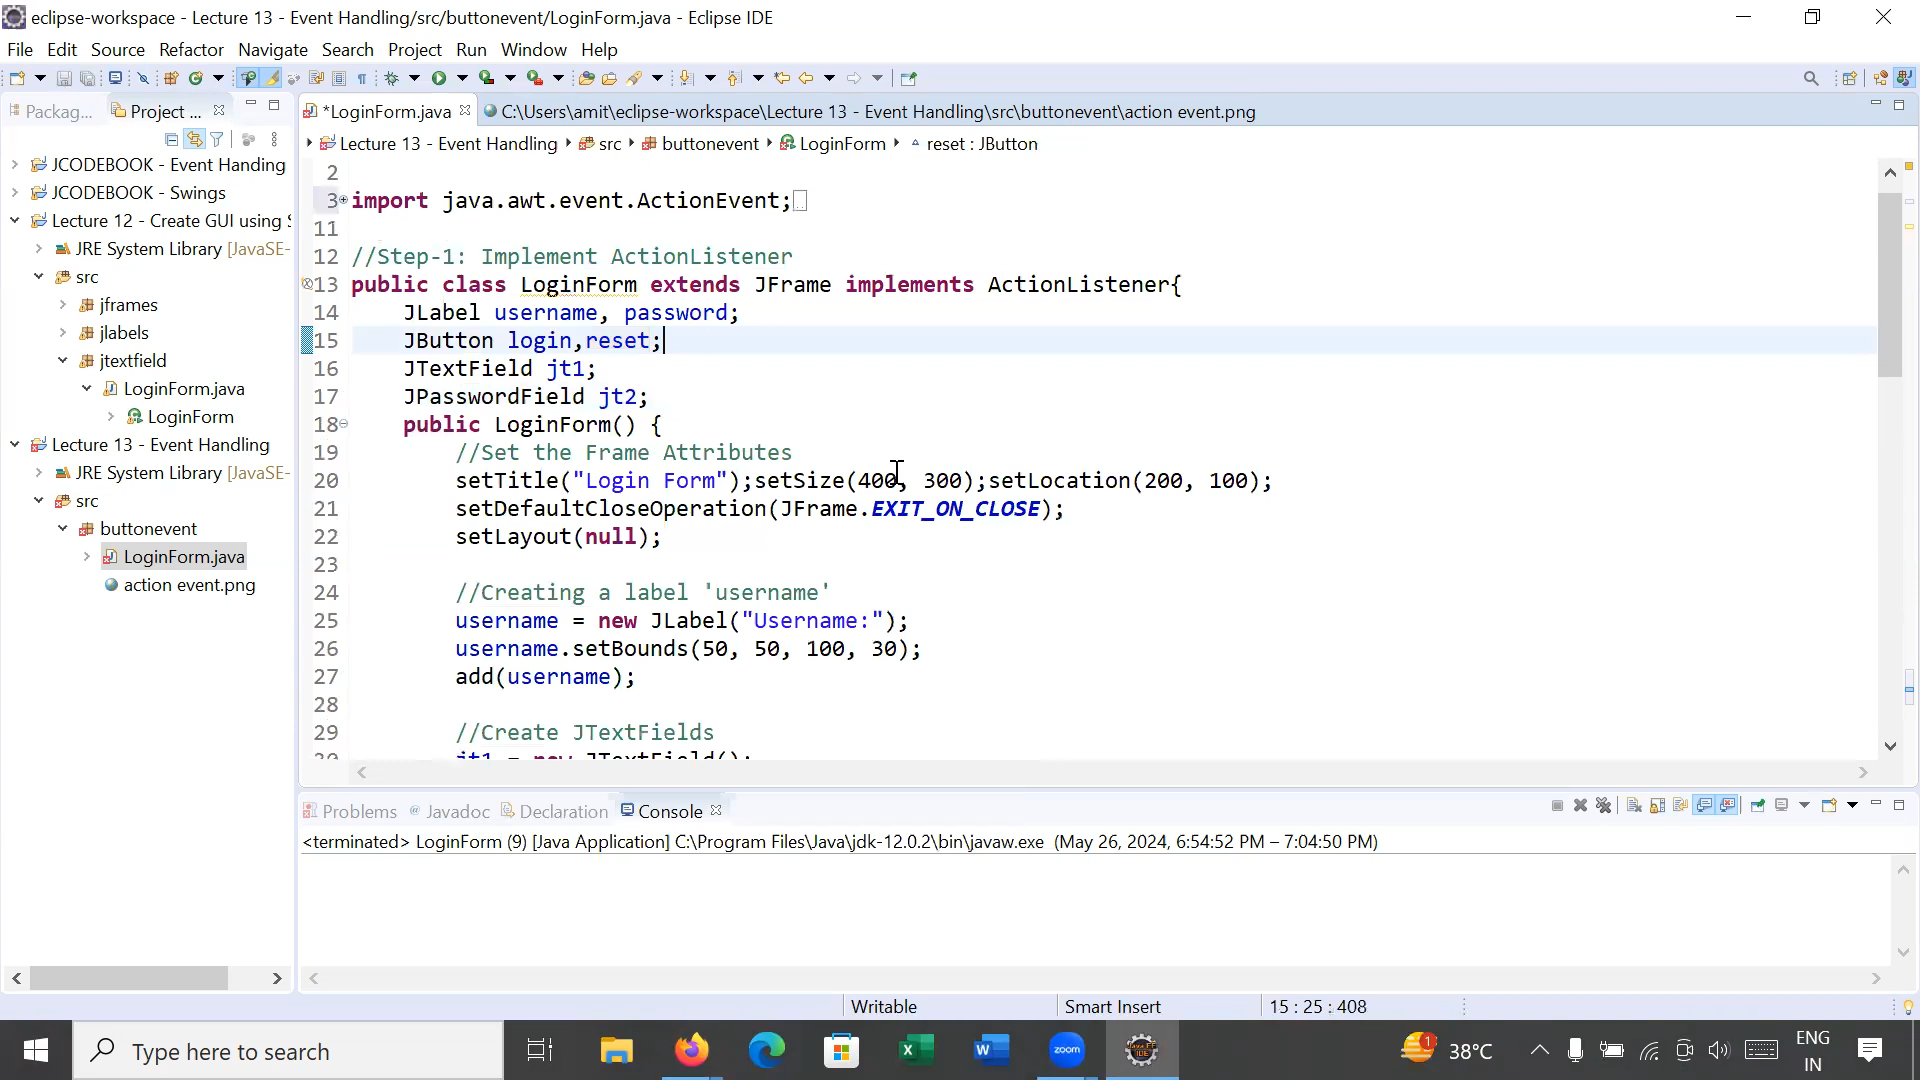 eclipse-workspace - Lecture 13 - Event Handling/src/buttonevent/LoginForm.java - Eclipse IDE
File Edit Source Refactor Navigate Search Project Run Window Help
Packag... Project ...
*LoginForm.java C:\Users\amit\eclipse-workspace\Lecture 13 - Event Handling\src\buttonevent\action event.png
Lecture 13 - Event Handling src buttonevent LoginForm reset : JButton
JCODEBOOK - Event Handing
JCODEBOOK - Swings
Lecture 12 - Create GUI using
JRE System Library [JavaSE-
src
jframes
jlabels
jtextfield
LoginForm.java
LoginForm
Lecture 13 - Event Handling
JRE System Library [JavaSE-
src
buttonevent
LoginForm.java
action event.png
2
3 import java.awt.event.ActionEvent;
11
12 //Step-1: Implement ActionListener
13 public class LoginForm extends JFrame implements ActionListener{
14 JLabel username, password;
15 JButton login,reset;
16 JTextField jt1;
17 JPasswordField jt2;
18 public LoginForm() {
19 //Set the Frame Attributes
20 setTitle("Login Form");setSize(400, 300);setLocation(200, 100);
21 setDefaultCloseOperation(JFrame.EXIT_ON_CLOSE);
22 setLayout(null);
23
24 //Creating a label 'username'
25 username = new JLabel("Username:");
26 username.setBounds(50, 50, 100, 30);
27 add(username);
28
29 //Create JTextFields
30 jt1 = new JTextField();
Problems Javadoc Declaration Console
<terminated> LoginForm (9) [Java Application] C:\Program Files\Java\jdk-12.0.2\bin\javaw.exe (May 26, 2024, 6:54:52 PM – 7:04:50 PM)
Writable Smart Insert 15 : 25 : 408
Type here to search
zoom
1
38°C
ENG
IN